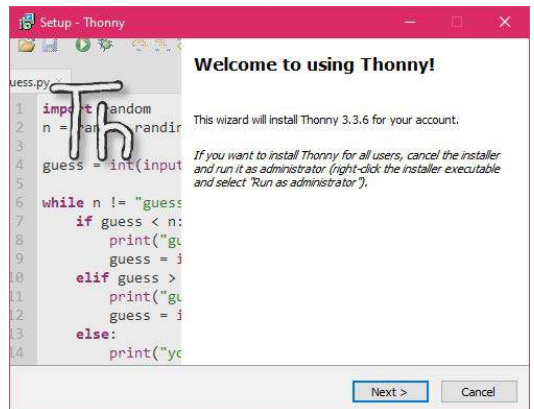 Setup - Thonny
Welcome to using Thonny!
This wizard will install Thonny 3.3.6 for your account.
If you want to install Thonny for all users, cancel the installer
and run it as administrator (right-click the installer executable
and select "Run as administrator").
uess.py ×
Th
1 import random
2 n = randir
3
4 guess = int(input
5
6 while n != "guess
7 if guess < n:
8 print("gu
9 guess = i
10 elif guess >
11 print("gu
12 guess = i
13 else:
14 print("yo
Next >
Cancel